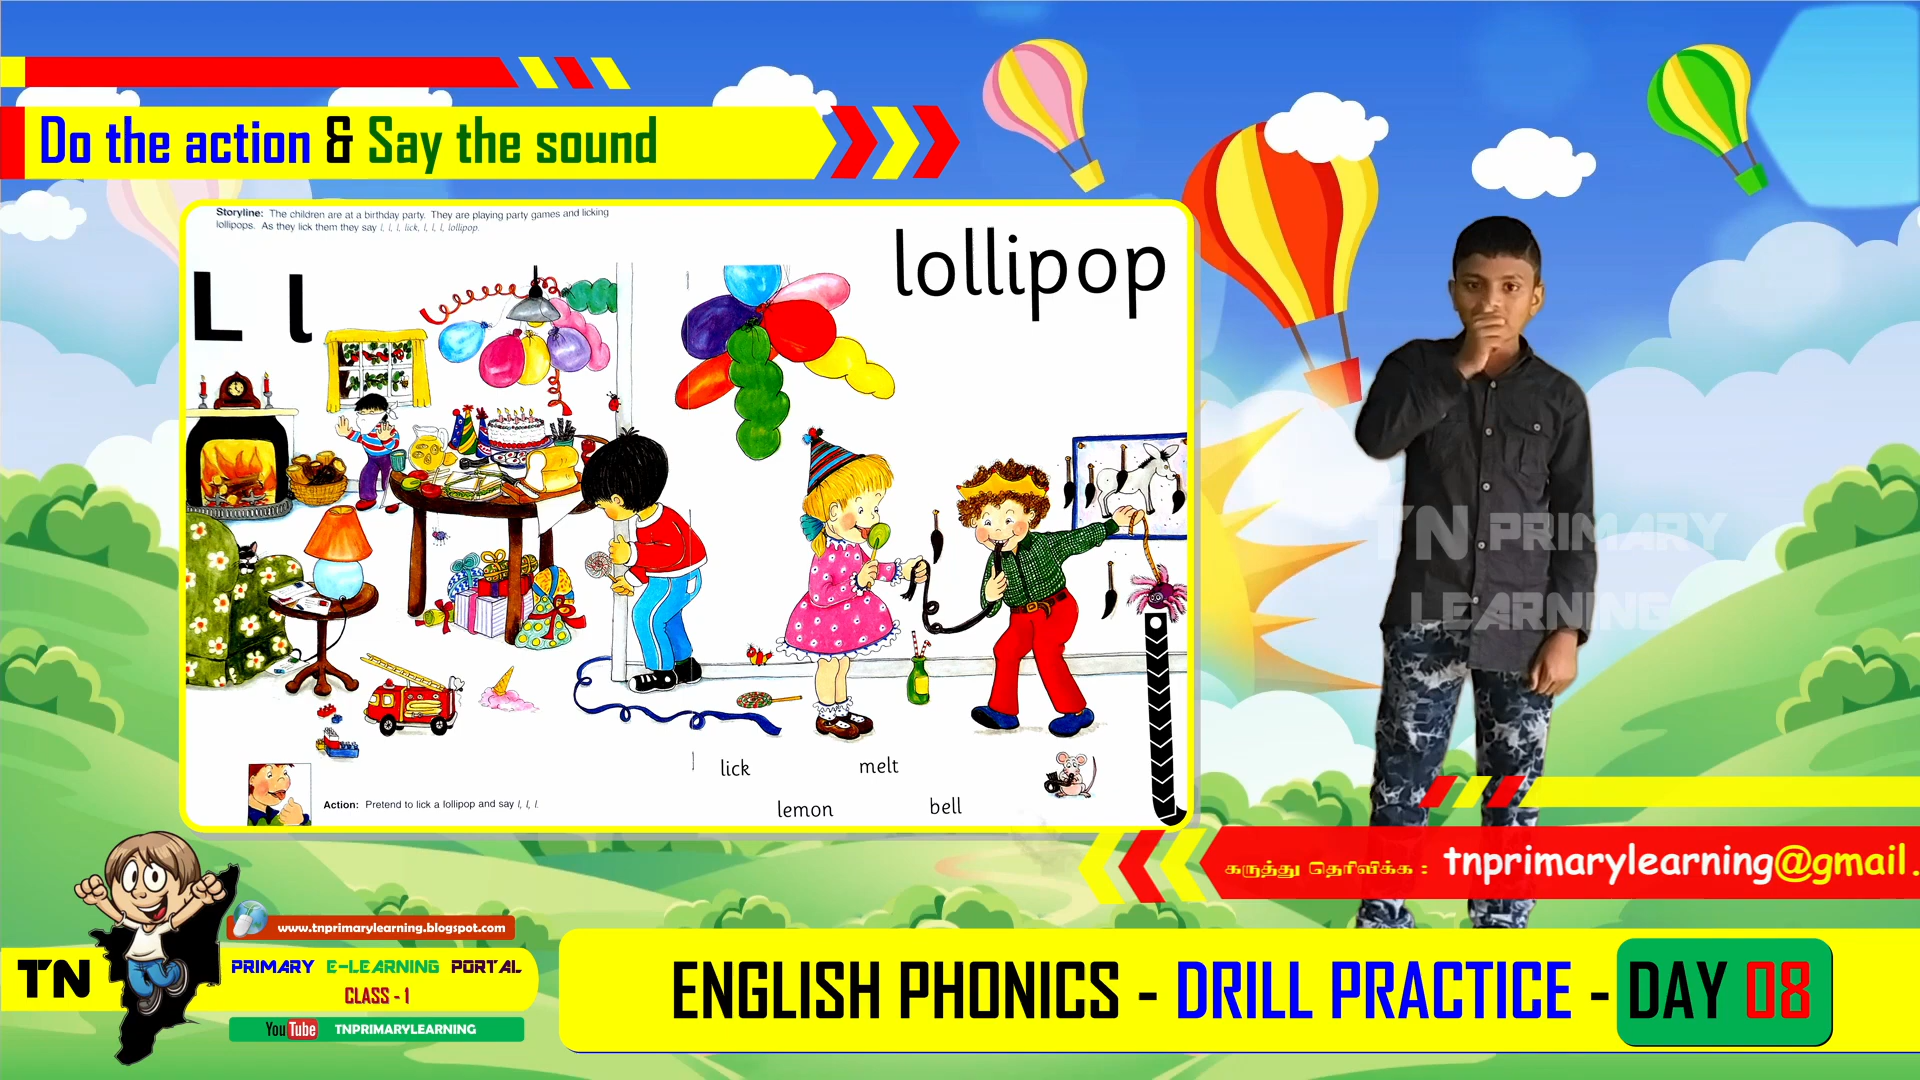 Do the action & Say the sound
Storyline: The children are at a birthday party. They are playing party games and licking
lollipops. As they lick them they say l, l, l, lick, l, l, l, lollipop.
lollipop
L l
lick
melt
lemon
bell
Action: Pretend to lick a lollipop and say l, l, l.
TN PRIMARY
LEARNING
கருத்து தெரிவிக்க : tnprimarylearning@gmail.
www.tnprimarylearning.blogspot.com
TN
PRIMARY E-LEARNING PORTAL
CLASS - 1
YouTube TNPRIMARYLEARNING
ENGLISH PHONICS - DRILL PRACTICE - DAY 08